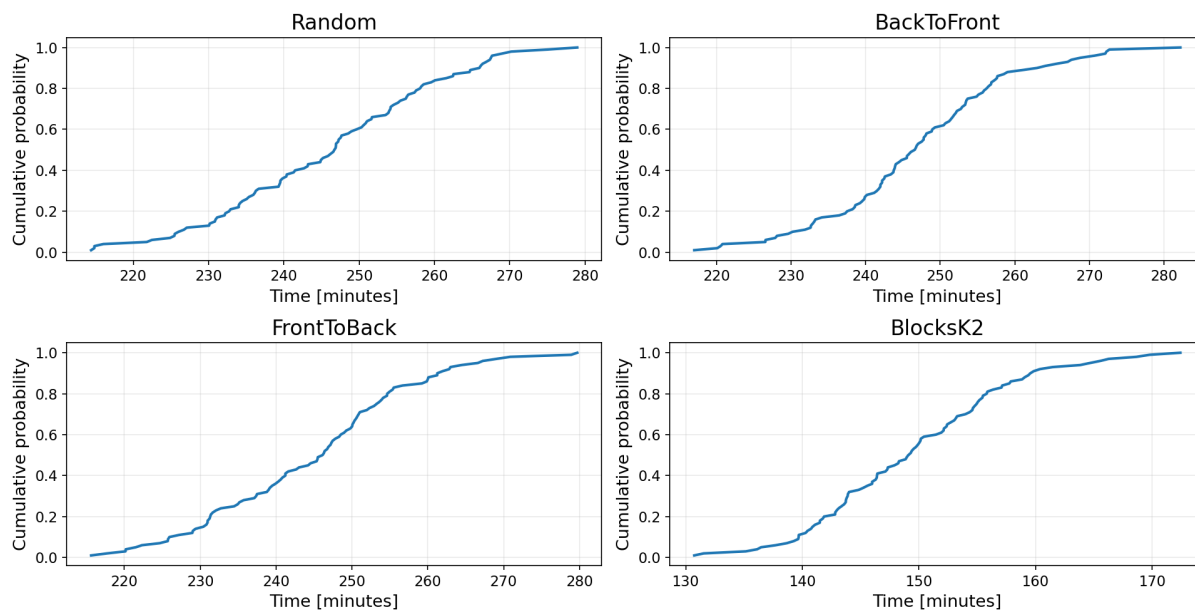 Random
Cumulative probability
1.0
0.8
0.6
0.4
0.2
0.0
220 230 240 250 260 270 280
Time [minutes]
BackToFront
Cumulative probability
1.0
0.8
0.6
0.4
0.2
0.0
220 230 240 250 260 270 280
Time [minutes]
FrontToBack
Cumulative probability
1.0
0.8
0.6
0.4
0.2
0.0
220 230 240 250 260 270 280
Time [minutes]
BlocksK2
Cumulative probability
1.0
0.8
0.6
0.4
0.2
0.0
130 140 150 160 170
Time [minutes]